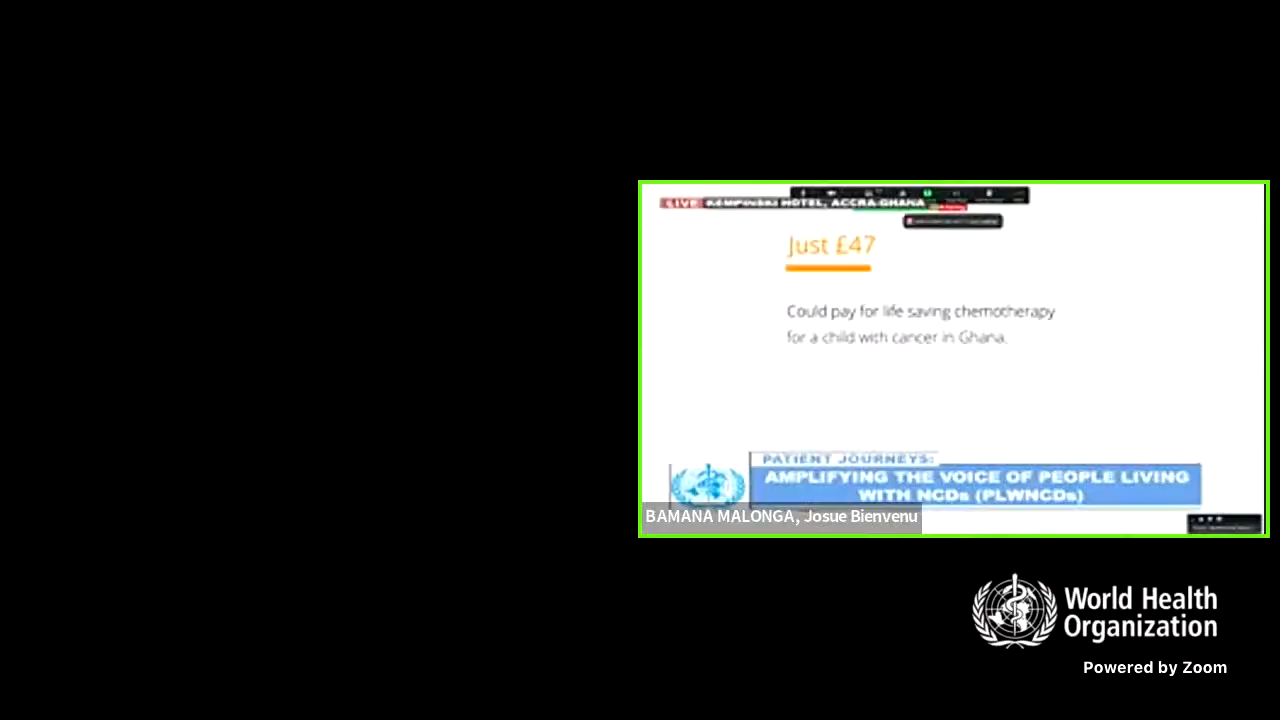 LIVE KEMPINSKI HOTEL, ACCRA-GHANA
Just £47
Could pay for life saving chemotherapy
for a child with cancer in Ghana.
PATIENT JOURNEYS:
AMPLIFYING THE VOICE OF PEOPLE LIVING
WITH NCDs (PLWNCDs)
BAMANA MALONGA, Josue Bienvenu
World Health
Organization
Powered by Zoom